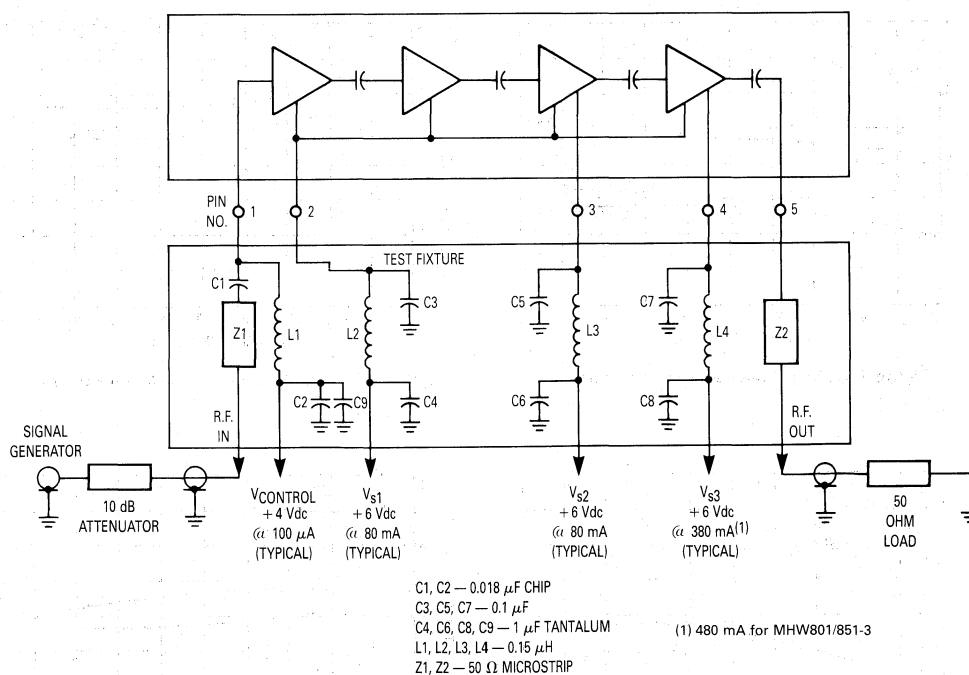 PIN NO.
1
2
3
4
5
TEST FIXTURE
C1
Z1
L1
L2
C3
C5
L3
C7
L4
Z2
C2
C9
C4
C6
C8
R.F. IN
R.F. OUT
SIGNAL GENERATOR
10 dB ATTENUATOR
VCONTROL
+ 4 Vdc
@ 100 μA
(TYPICAL)
Vs1
+ 6 Vdc
@ 80 mA
(TYPICAL)
Vs2
+ 6 Vdc
@ 80 mA
(TYPICAL)
Vs3
+ 6 Vdc
@ 380 mA(1)
(TYPICAL)
50 OHM LOAD
C1, C2 — 0.018 μF CHIP
C3, C5, C7 — 0.1 μF
C4, C6, C8, C9 — 1 μF TANTALUM
L1, L2, L3, L4 — 0.15 μH
Z1, Z2 — 50 Ω MICROSTRIP
(1) 480 mA for MHW801/851-3